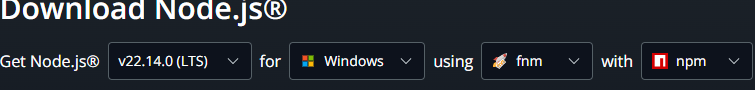 Download Node.js®
Get Node.js® v22.14.0 (LTS) for Windows using fnm with npm